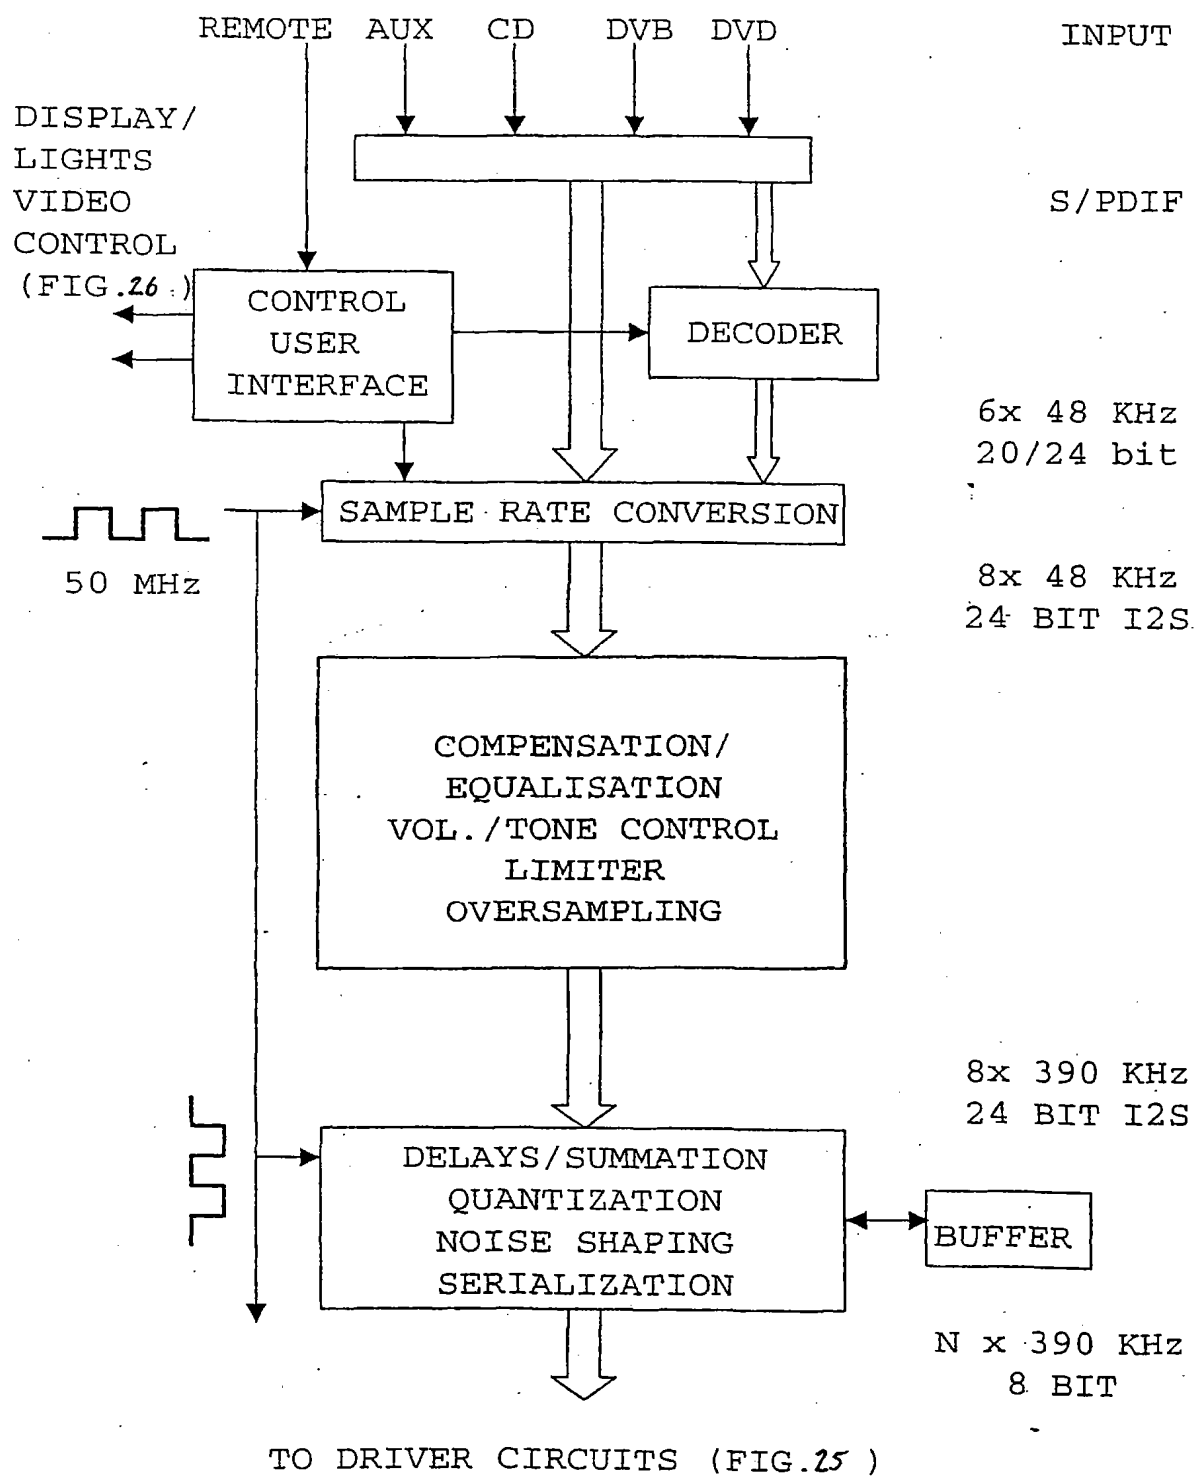 REMOTE AUX CD DVB DVD
INPUT
DISPLAY/
LIGHTS
VIDEO
CONTROL
(FIG.26 )
S/PDIF
CONTROL
USER
INTERFACE
DECODER
6x 48 KHz
20/24 bit
SAMPLE RATE CONVERSION
50 MHz
8x 48 KHz
24 BIT I2S
COMPENSATION/
EQUALISATION
VOL./TONE CONTROL
LIMITER
OVERSAMPLING
8x 390 KHz
24 BIT I2S
DELAYS/SUMMATION
QUANTIZATION
NOISE SHAPING
SERIALIZATION
BUFFER
N x 390 KHz
8 BIT
TO DRIVER CIRCUITS (FIG.25 )